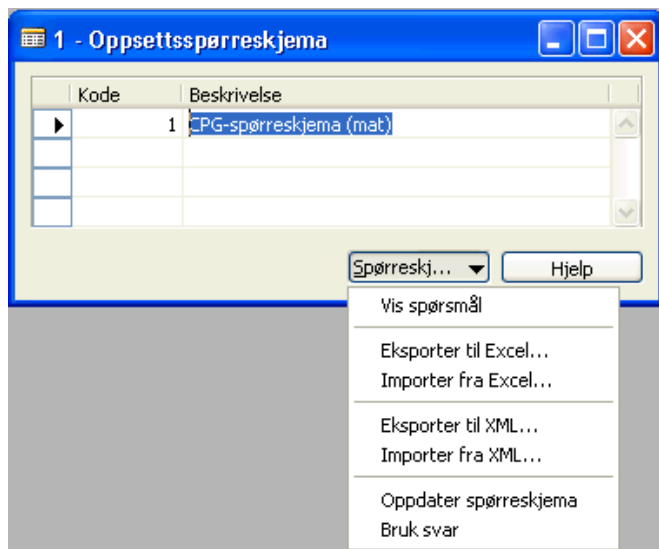 1 - Oppsettsspørreskjema
Kode Beskrivelse
1 CPG-spørreskjema (mat)
Spørreskj... Hjelp
Vis spørsmål
Eksporter til Excel...
Importer fra Excel...
Eksporter til XML...
Importer fra XML...
Oppdater spørreskjema
Bruk svar